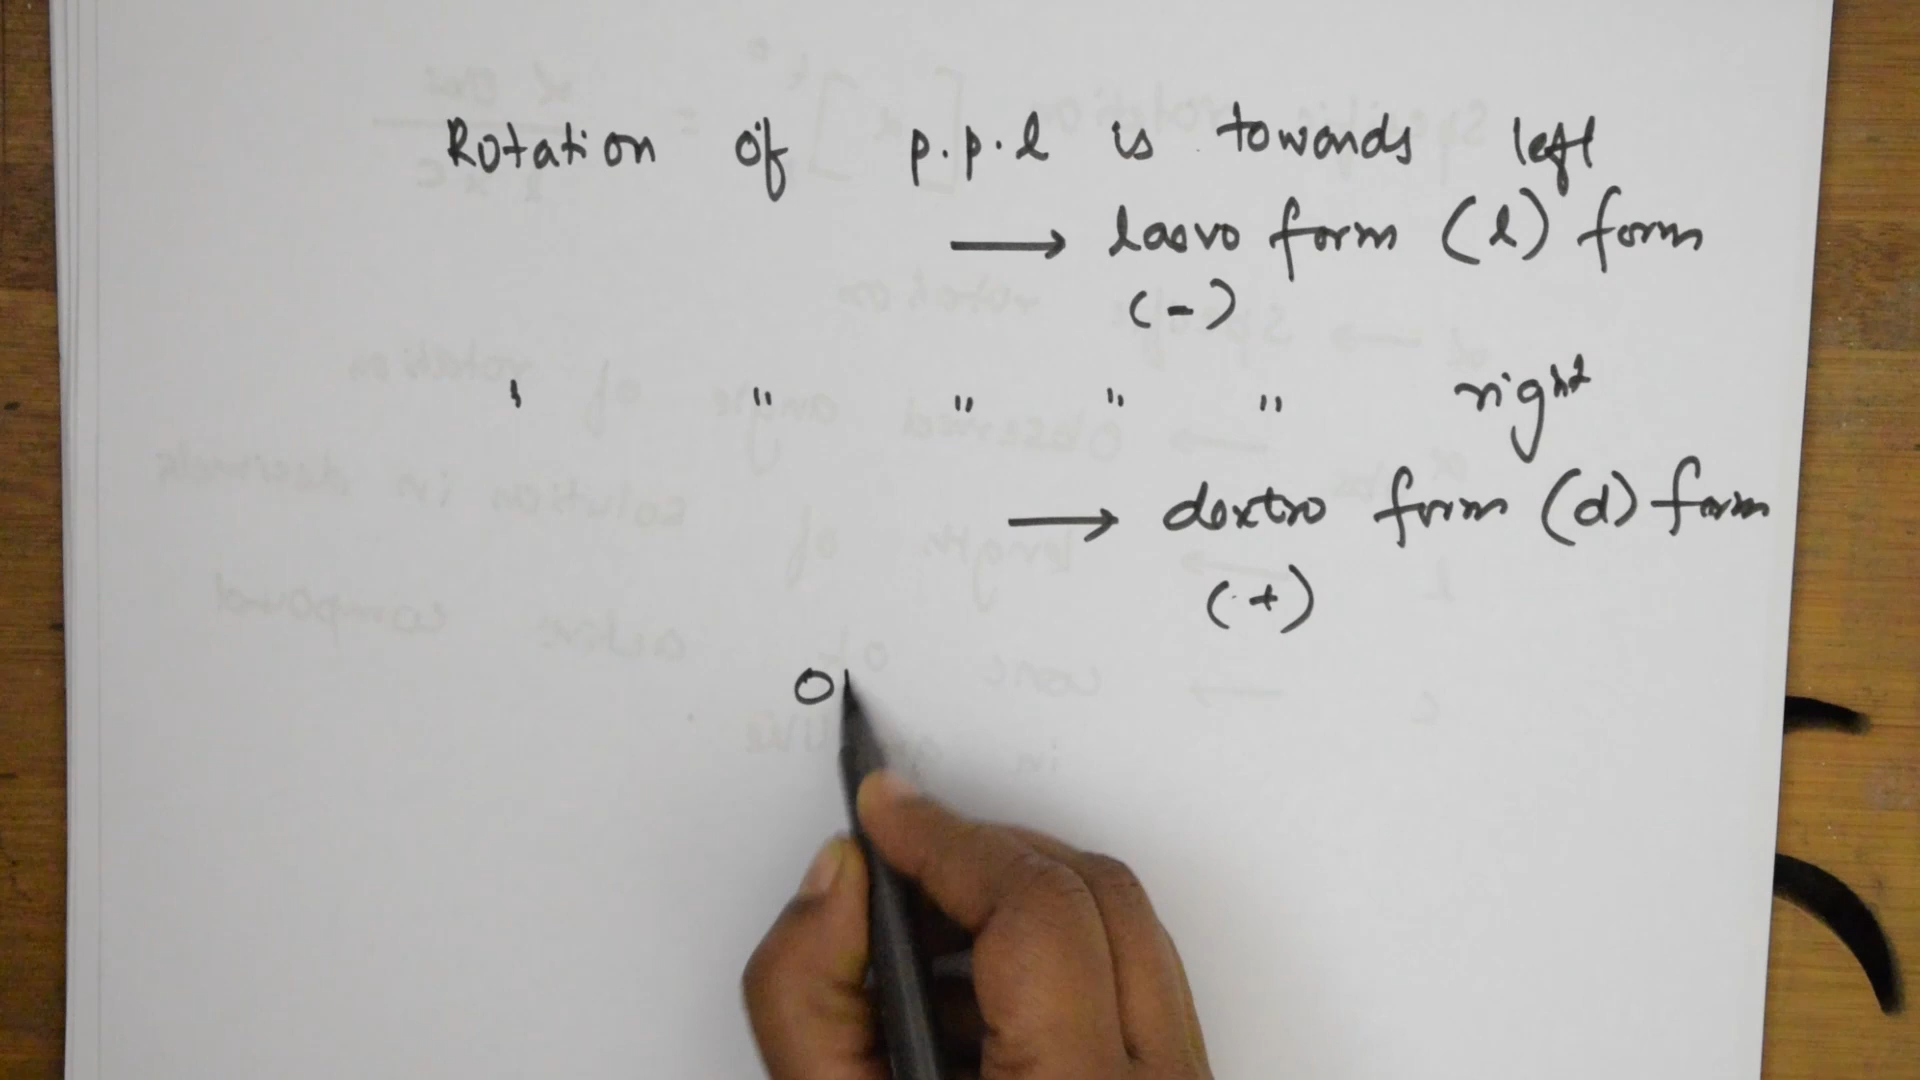 Rotation of p.p.l is towards left
→ laevo form (l) form
(-)
" " " " " right
→ dextro form (d) form
(+)